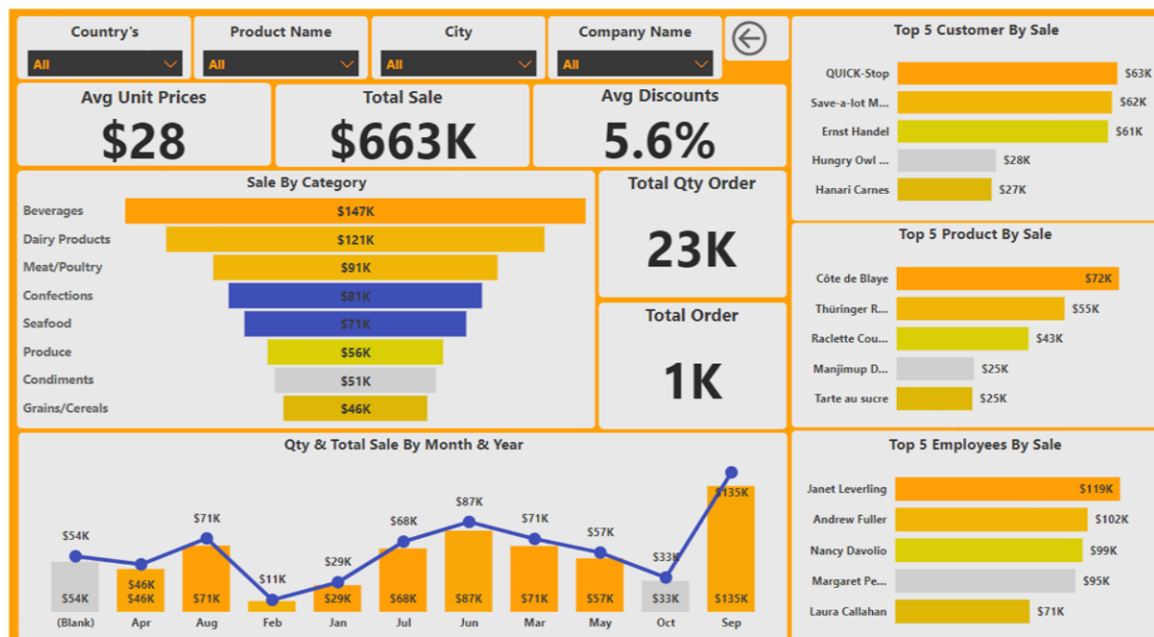 Country's
All
Product Name
All
City
All
Company Name
All
Avg Unit Prices
$28
Total Sale
$663K
Avg Discounts
5.6%
Sale By Category
Beverages $147K
Dairy Products $121K
Meat/Poultry $91K
Confections $81K
Seafood $71K
Produce $56K
Condiments $51K
Grains/Cereals $46K
Total Qty Order
23K
Total Order
1K
Qty & Total Sale By Month & Year
$54K $46K $71K $11K $29K $68K $87K $71K $57K $33K $135K
$54K $46K $71K $29K $68K $87K $71K $57K $33K $135K
(Blank) Apr Aug Feb Jan Jul Jun Mar May Oct Sep
Top 5 Customer By Sale
QUICK-Stop $63K
Save-a-lot M... $62K
Ernst Handel $61K
Hungry Owl ... $28K
Hanari Carnes $27K
Top 5 Product By Sale
Côte de Blaye $72K
Thüringer R... $55K
Raclette Cou... $43K
Manjimup D... $25K
Tarte au sucre $25K
Top 5 Employees By Sale
Janet Leverling $119K
Andrew Fuller $102K
Nancy Davolio $99K
Margaret Pe... $95K
Laura Callahan $71K